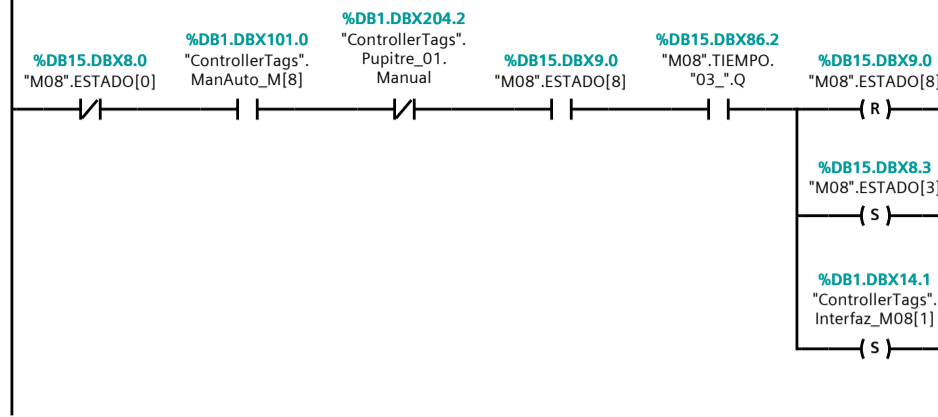 %DB15.DBX8.0
"M08".ESTADO[0]
%DB1.DBX101.0
"ControllerTags".
ManAuto_M[8]
%DB1.DBX204.2
"ControllerTags".
Pupitre_01.
Manual
%DB15.DBX9.0
"M08".ESTADO[8]
%DB15.DBX86.2
"M08".TIEMPO.
"03_".Q
%DB15.DBX9.0
"M08".ESTADO[8]
R
%DB15.DBX8.3
"M08".ESTADO[3]
S
%DB1.DBX14.1
"ControllerTags".
Interfaz_M08[1]
S